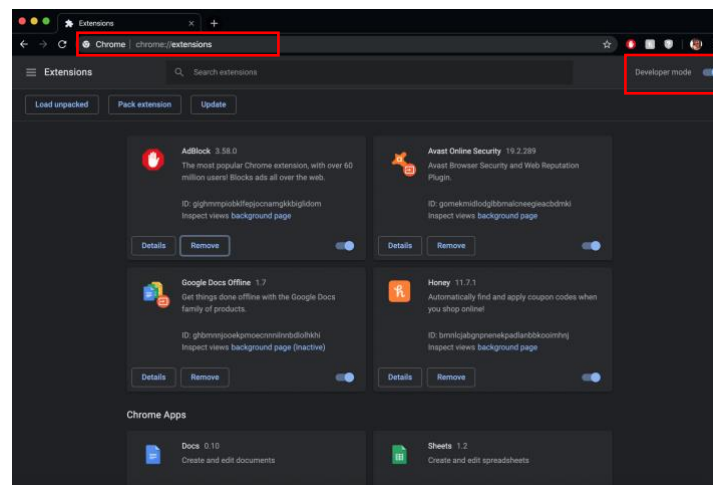 Extensions
Chrome | chrome://extensions
Extensions
Search extensions
Developer mode
Load unpacked
Pack extension
Update
AdBlock 3.58.0
The most popular Chrome extension, with over 60
million users! Blocks ads all over the web.
ID: gighmmpiobklfepjocnamgkkbiglidom
Inspect views background page
Details
Remove
Avast Online Security 19.2.289
Avast Browser Security and Web Reputation
Plugin.
ID: gomekmidlodglbbmalcneegieacbdmki
Inspect views background page
Details
Remove
Google Docs Offline 1.7
Get things done offline with the Google Docs
family of products.
ID: ghbmnnjooekpmoecnnnilnnbdlolhkhi
Inspect views background page (Inactive)
Details
Remove
Honey 11.7.1
Automatically find and apply coupon codes when
you shop online!
ID: bmnlcjabgnpnenekpadlanbbkooimhnj
Inspect views background page
Details
Remove
Chrome Apps
Docs 0.10
Create and edit documents
Sheets 1.2
Create and edit spreadsheets